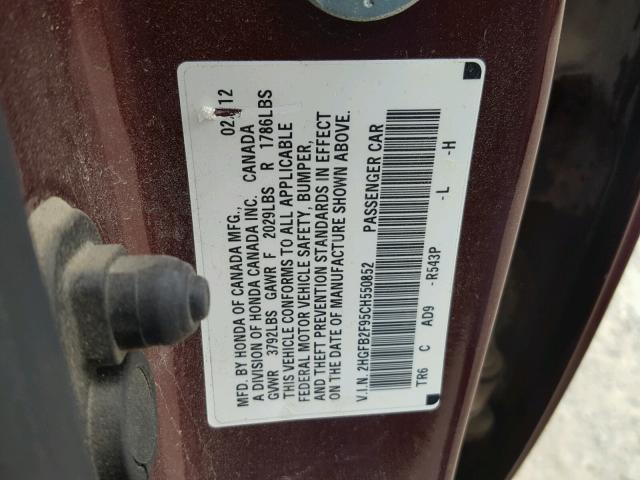 MFD. BY HONDA OF CANADA MFG.,
A DIVISION OF HONDA CANADA INC. CANADA 02 12
GVWR 3792LBS GAWR F 2029LBS R 1786LBS
THIS VEHICLE CONFORMS TO ALL APPLICABLE
FEDERAL MOTOR VEHICLE SAFETY, BUMPER,
AND THEFT PREVENTION STANDARDS IN EFFECT
ON THE DATE OF MANUFACTURE SHOWN ABOVE.
V.I.N. 2HGFB2F95CH550852 PASSENGER CAR
TR6 C AD9 -R543P -L -H